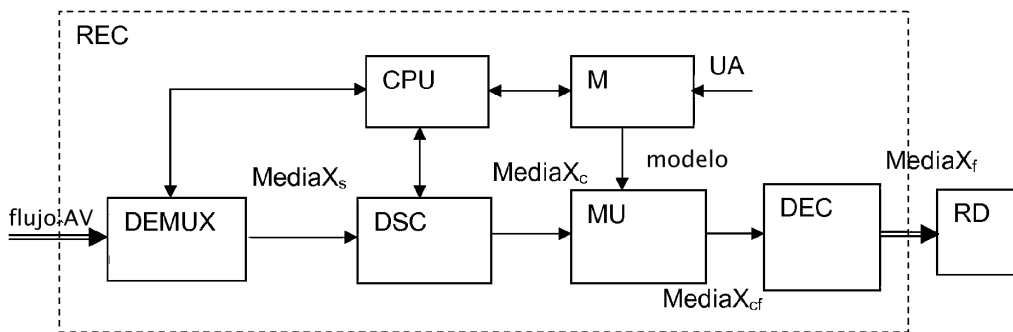 REC
CPU
M
UA
MediaXs
MediaXc
modelo
MediaXf
flujo-AV
DEMUX
DSC
MU
DEC
RD
MediaXcf